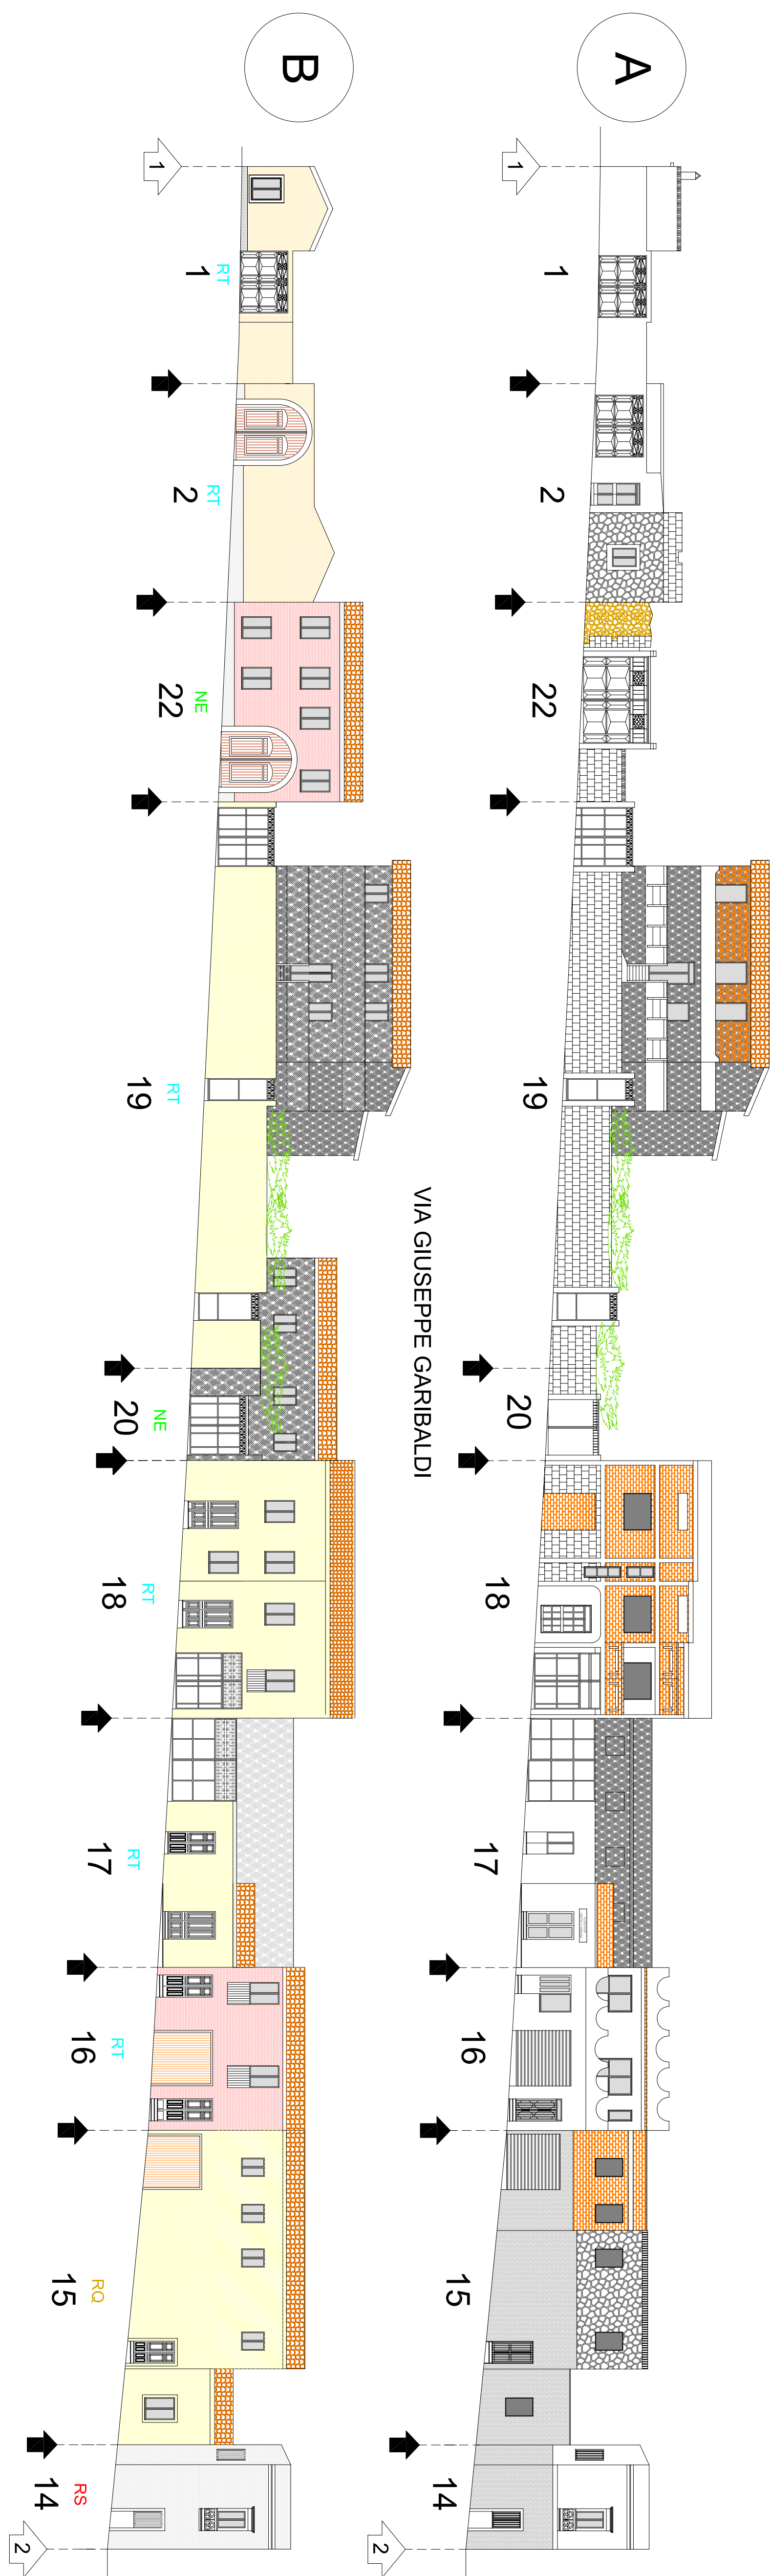 A
1 1 2 22 19 20 18 17 16 15 14 2
VIA GIUSEPPE GARIBALDI
B
RT RT NE RT NE RT RT RT RQ RS
1 1 2 22 19 20 18 17 16 15 14 2